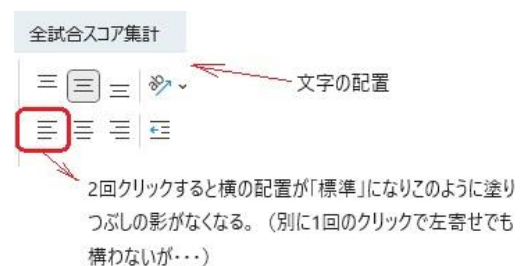 全試合スコア集計
文字の配置
2回クリックすると横の配置が「標準」になりこのように塗り
つぶしの影がなくなる。（別に1回のクリックで左寄せでも
構わないが・・・）